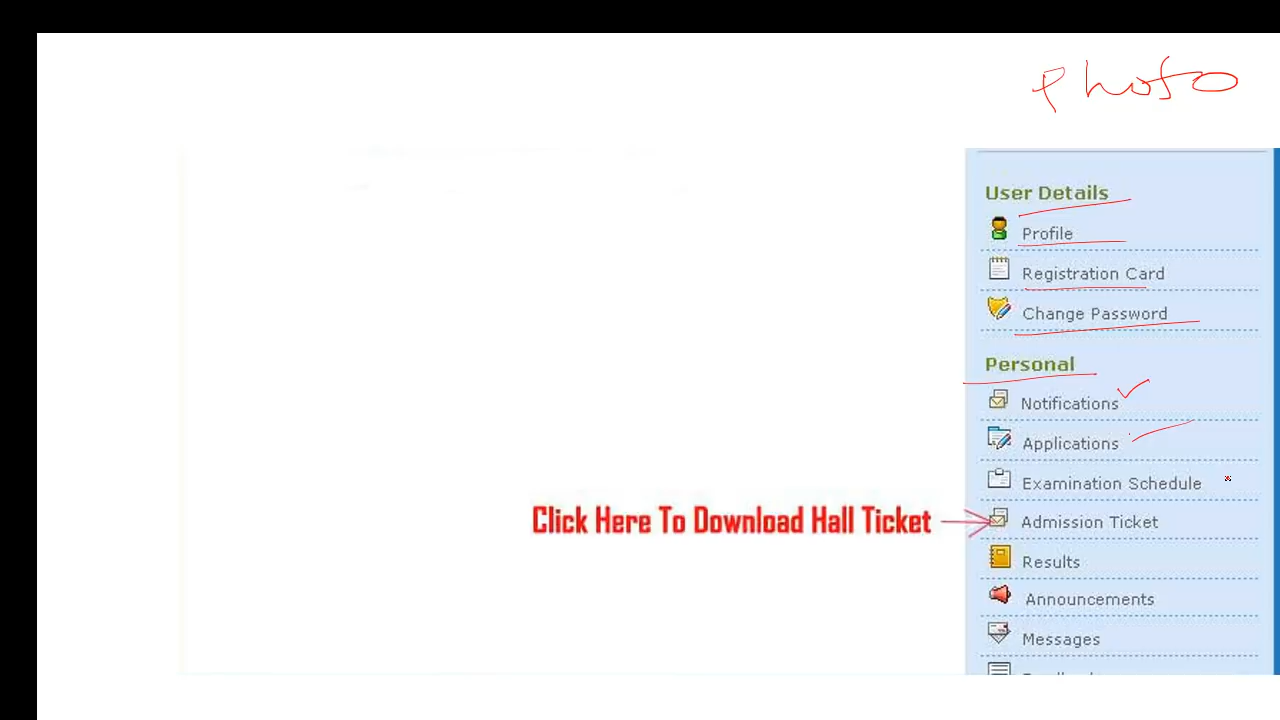 photo
User Details
Profile
Registration Card
Change Password
Personal
Notifications
Applications
Examination Schedule
Click Here To Download Hall Ticket
Admission Ticket
Results
Announcements
Messages